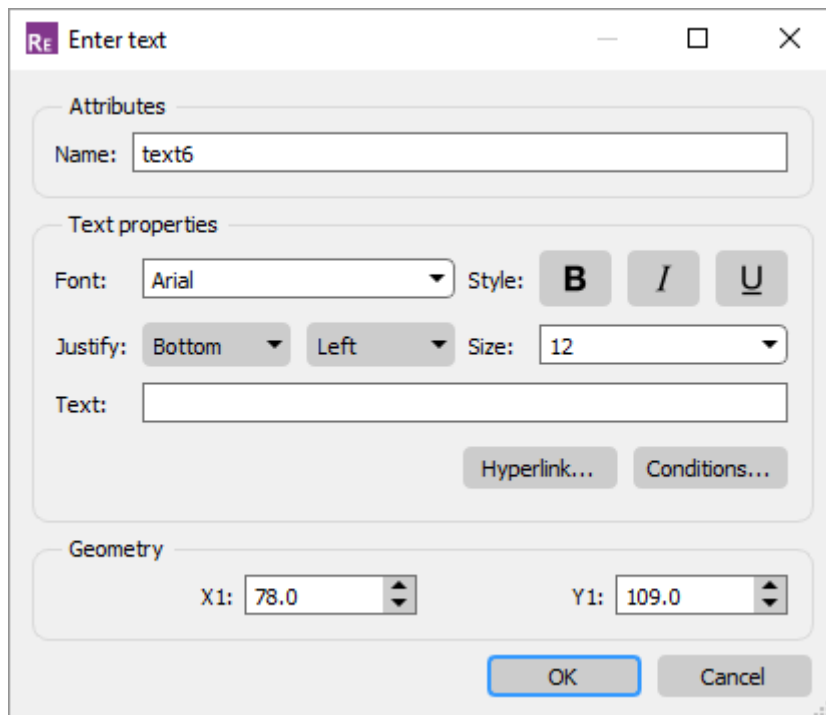 RE Enter text
Attributes
Name: text6
Text properties
Font: Arial Style: B I U
Justify: Bottom Left Size: 12
Text:
Hyperlink... Conditions...
Geometry
X1: 78.0 Y1: 109.0
OK Cancel